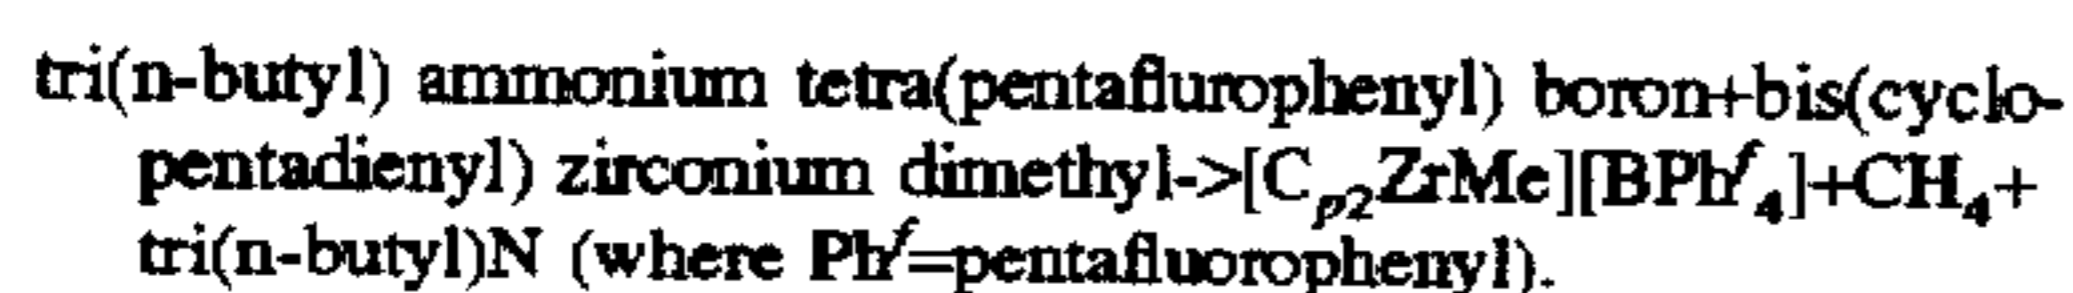 tri(n-butyl) ammonium tetra(pentaflurophenyl) boron+bis(cyclo-
pentadienyl) zirconium dimethyl->[Cp2ZrMe][BPhf4]+CH4+
tri(n-butyl)N (where Phf=pentafluorophenyl).